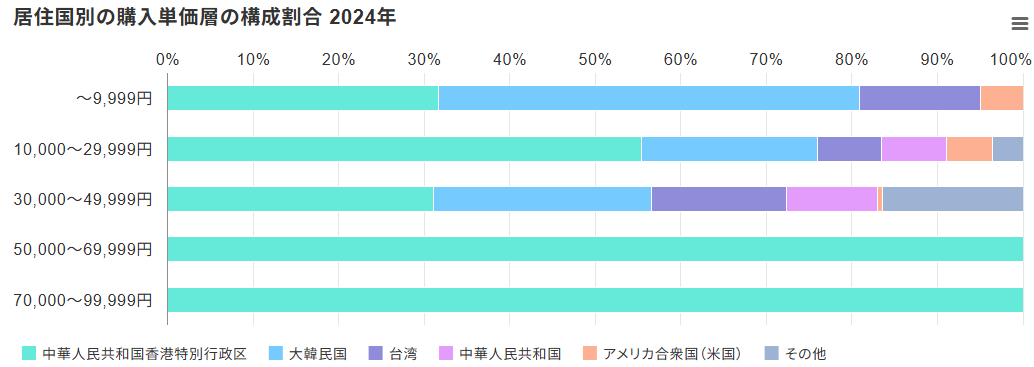 居住国別の購入単価層の構成割合 2024年
0% 10% 20% 30% 40% 50% 60% 70% 80% 90% 100%
～9,999円
10,000～29,999円
30,000～49,999円
50,000～69,999円
70,000～99,999円
中華人民共和国香港特別行政区 大韓民国 台湾 中華人民共和国 アメリカ合衆国（米国） その他